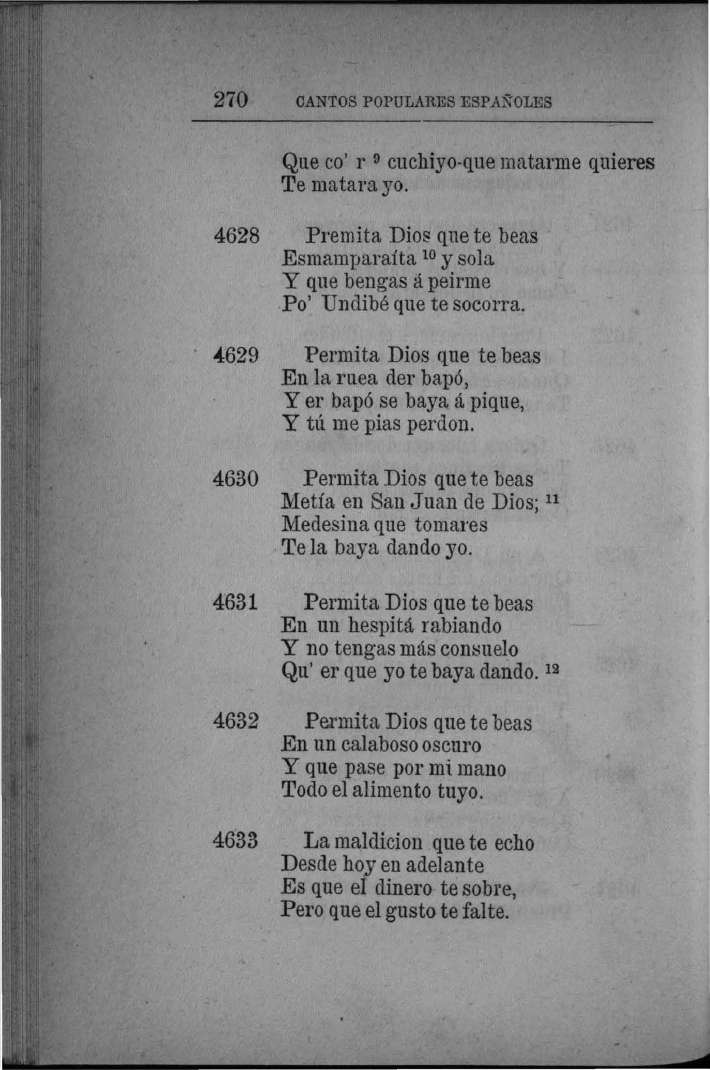 270 CANTOS POPULARES ESPAÑOLES
Que co' r ⁹ cuchiyo-que matarme quieres
Te matara yo.
4628 Premita Dios que te beas
Esmamparaíta ¹⁰ y sola
Y que bengas á peirme
Po' Undibé que te socorra.
4629 Permita Dios que te beas
En la ruea der bapó,
Y er bapó se baya á pique,
Y tú me pias perdon.
4630 Permita Dios que te beas
Metía en San Juan de Dios; ¹¹
Medesina que tomares
Te la baya dando yo.
4631 Permita Dios que te beas
En un hespitá rabiando
Y no tengas más consuelo
Qu' er que yo te baya dando. ¹²
4632 Permita Dios que te beas
En un calaboso oscuro
Y que pase por mi mano
Todo el alimento tuyo.
4633 La maldicion que te echo
Desde hoy en adelante
Es que el dinero te sobre,
Pero que el gusto te falte.